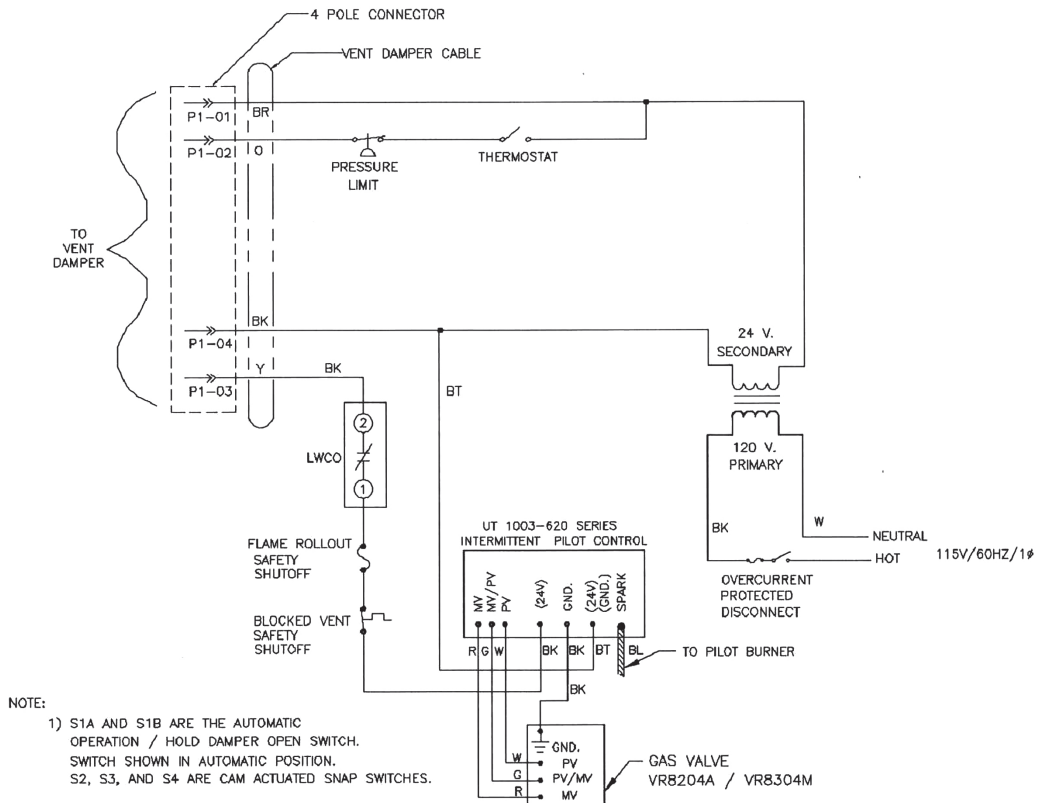 4 POLE CONNECTOR
VENT DAMPER CABLE
P1-01
BR
P1-02
O
PRESSURE
LIMIT
THERMOSTAT
TO
VENT
DAMPER
BK
P1-04
Y
BK
P1-03
BT
24 V.
SECONDARY
120 V.
PRIMARY
2
LWCO
1
BK
W
NEUTRAL
HOT
115V/60HZ/1ø
OVERCURRENT
PROTECTED
DISCONNECT
UT 1003-620 SERIES
INTERMITTENT PILOT CONTROL
FLAME ROLLOUT
SAFETY
SHUTOFF
MV
MV/PV
PV
(24V)
GND.
(24V)
(GND.)
SPARK
BLOCKED VENT
SAFETY
SHUTOFF
R G W BK BK BT BL
TO PILOT BURNER
BK
NOTE:
1) S1A AND S1B ARE THE AUTOMATIC
OPERATION / HOLD DAMPER OPEN SWITCH.
SWITCH SHOWN IN AUTOMATIC POSITION.
S2, S3, AND S4 ARE CAM ACTUATED SNAP SWITCHES.
GND.
W PV
G PV/MV
R MV
GAS VALVE
VR8204A / VR8304M